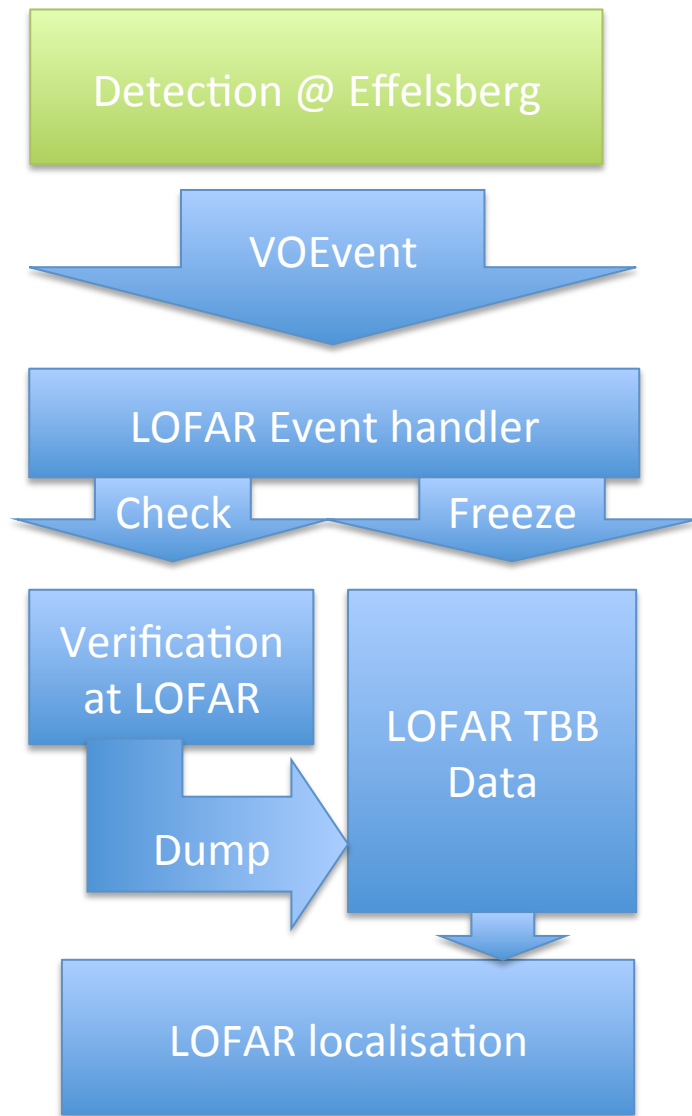 Detection @ Effelsberg
VOEvent
LOFAR Event handler
Check
Freeze
Verification
at LOFAR
LOFAR TBB
Data
Dump
LOFAR localisation